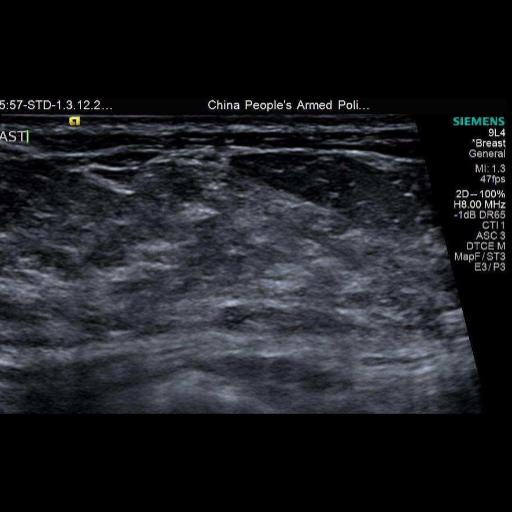 5:57-STD-1.3.12.2... China People's Armed Poli...
SIEMENS
AST
9L4
*Breast
General
MI: 1.3
47fps
2D-100%
H8.00 MHz
-1dB DR65
CTI 1
ASC 3
DTCE M
MapF/ST3
E3/P3